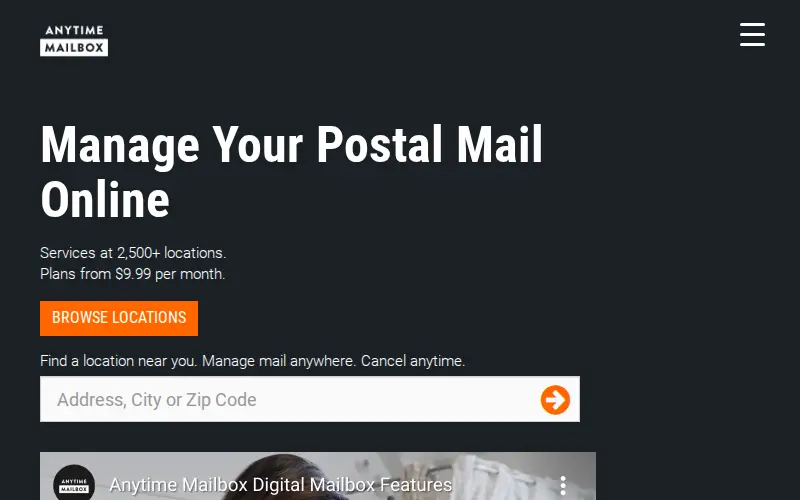 ANYTIME
MAILBOX
Manage Your Postal Mail
Online
Services at 2,500+ locations.
Plans from $9.99 per month.
BROWSE LOCATIONS
Find a location near you. Manage mail anywhere. Cancel anytime.
Address, City or Zip Code
ANYTIME
MAILBOX
Anytime Mailbox Digital Mailbox Features